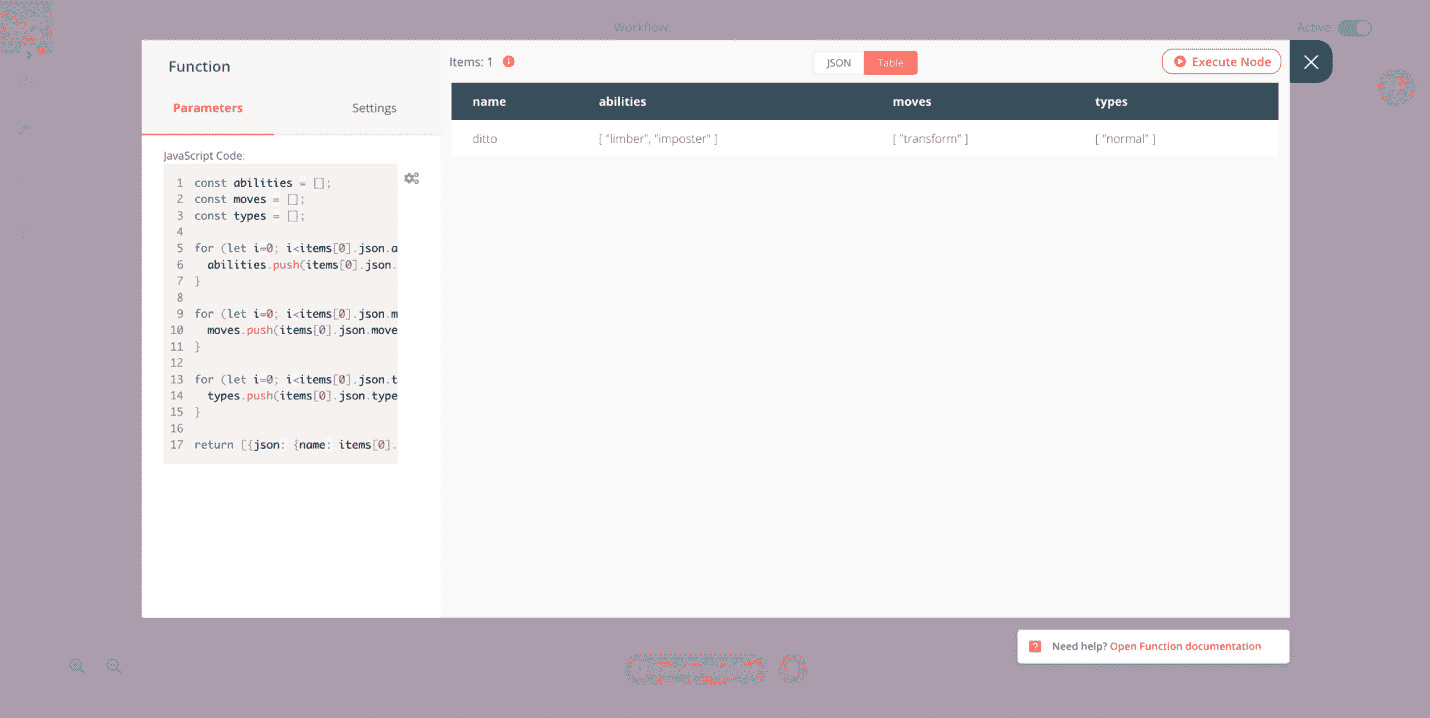 Workflow:
Active:
Function
Parameters Settings
JavaScript Code:
1 const abilities = [];
2 const moves = [];
3 const types = [];
4
5 for (let i=0; i<items[0].json.a
6 abilities.push(items[0].json.
7 }
8
9 for (let i=0; i<items[0].json.m
10 moves.push(items[0].json.move
11 }
12
13 for (let i=0; i<items[0].json.t
14 types.push(items[0].json.type
15 }
16
17 return [{json: {name: items[0].
Items: 1
JSON Table
Execute Node
name abilities moves types
ditto [ "limber", "imposter" ] [ "transform" ] [ "normal" ]
Need help? Open Function documentation